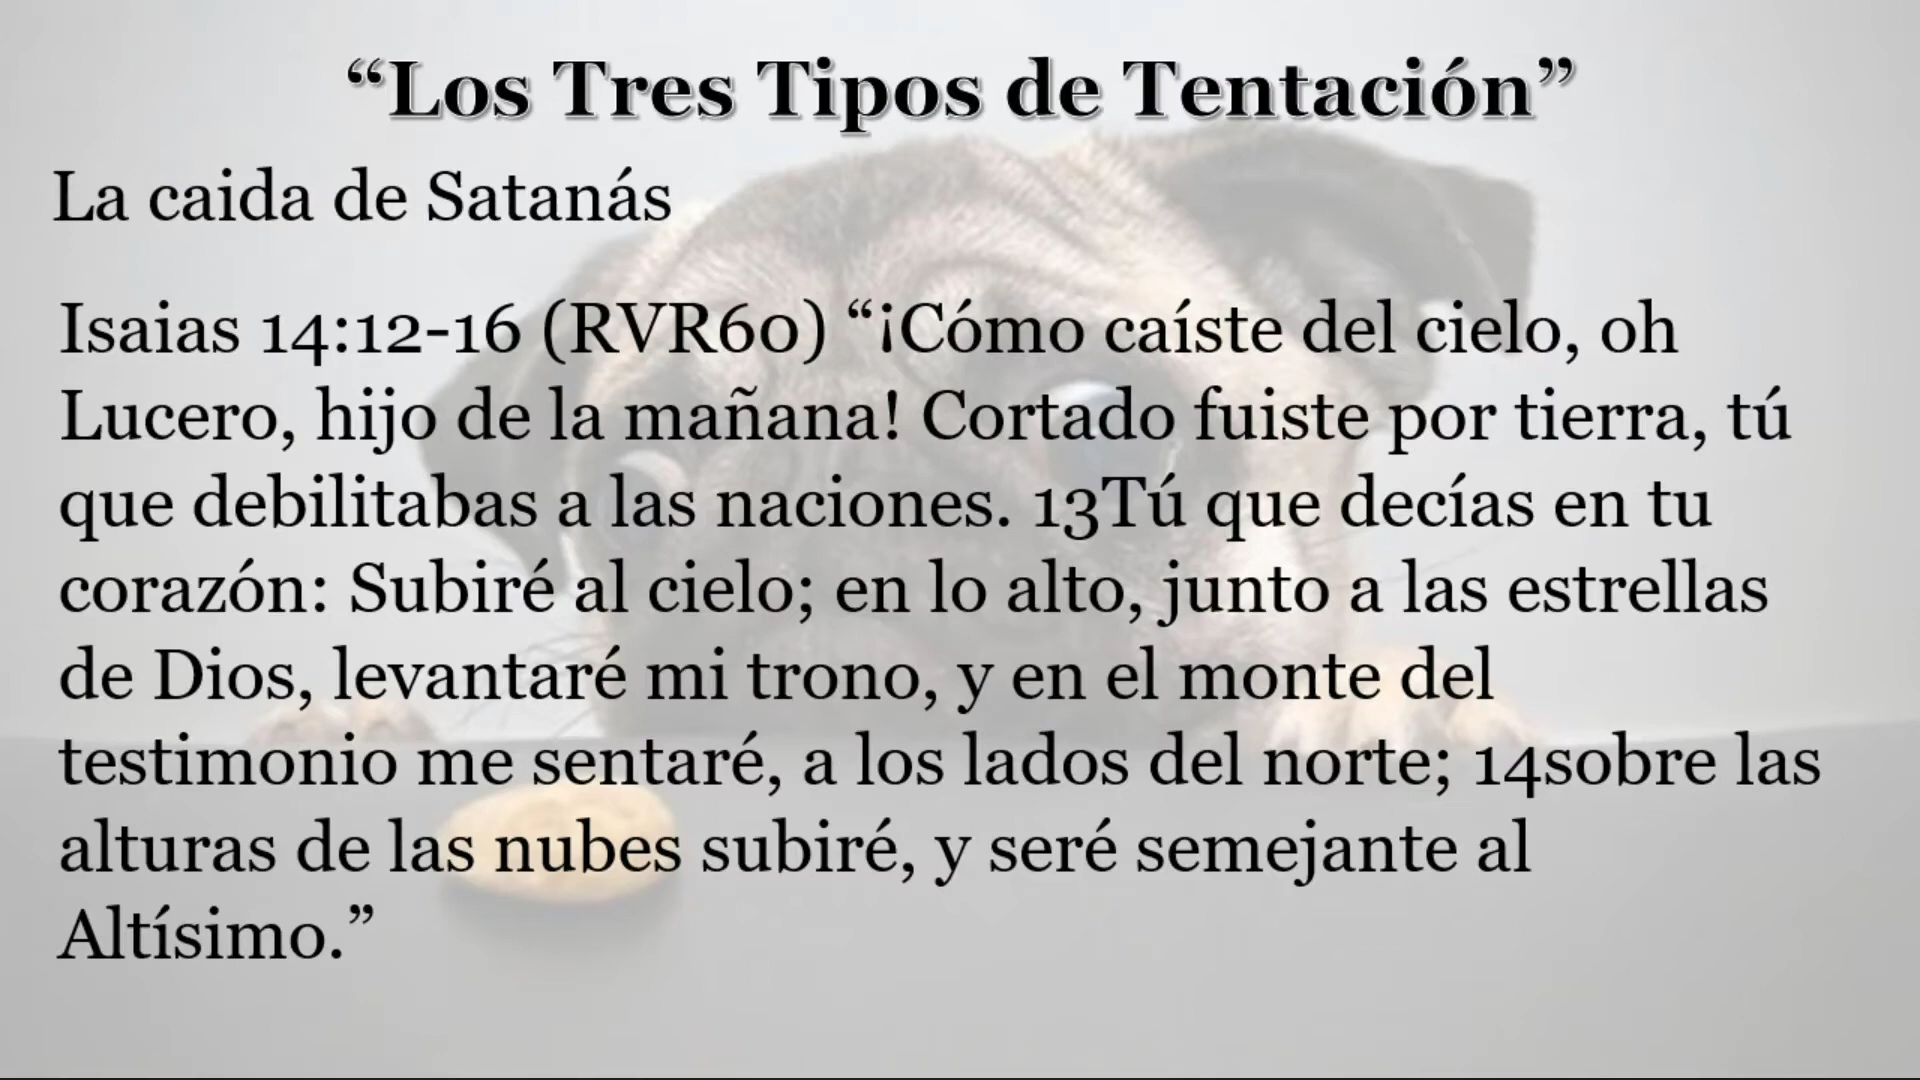 “Los Tres Tipos de Tentación”
La caida de Satanás
Isaias 14:12-16 (RVR60) “¡Cómo caíste del cielo, oh
Lucero, hijo de la mañana! Cortado fuiste por tierra, tú
que debilitabas a las naciones. 13Tú que decías en tu
corazón: Subiré al cielo; en lo alto, junto a las estrellas
de Dios, levantaré mi trono, y en el monte del
testimonio me sentaré, a los lados del norte; 14sobre las
alturas de las nubes subiré, y seré semejante al
Altísimo.”